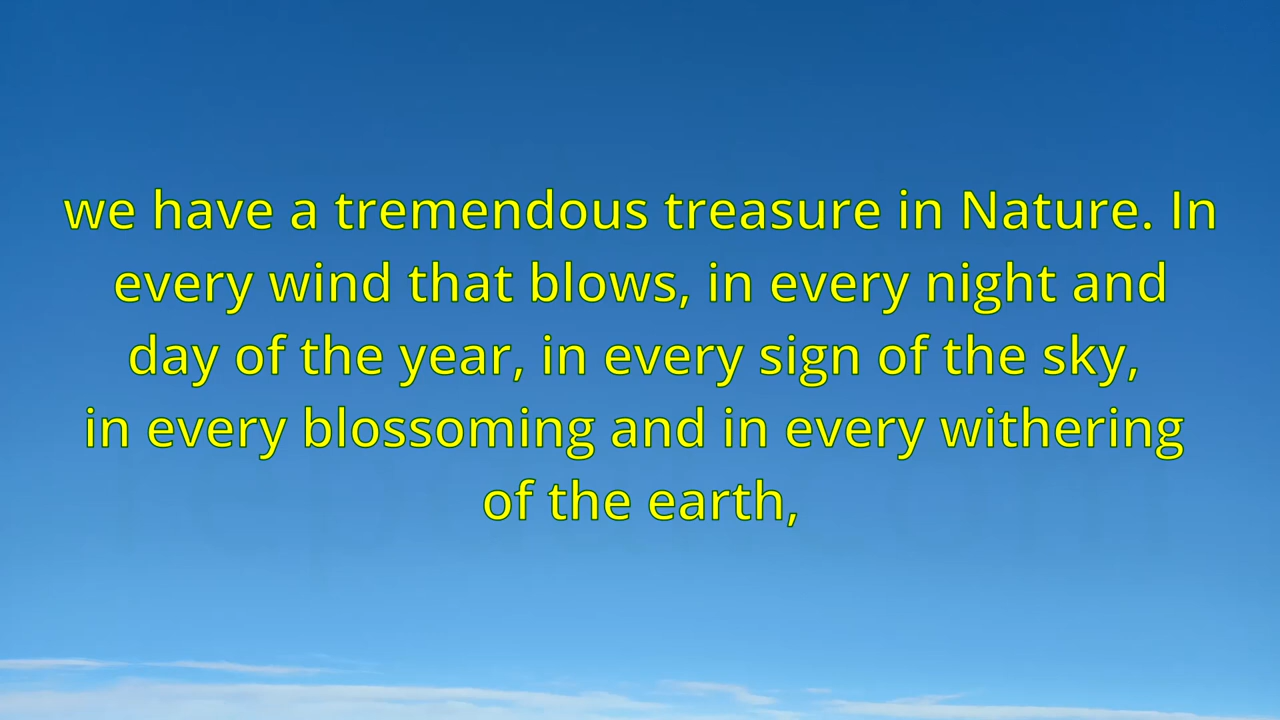 we have a tremendous treasure in Nature. In
every wind that blows, in every night and
day of the year, in every sign of the sky,
in every blossoming and in every withering
of the earth,